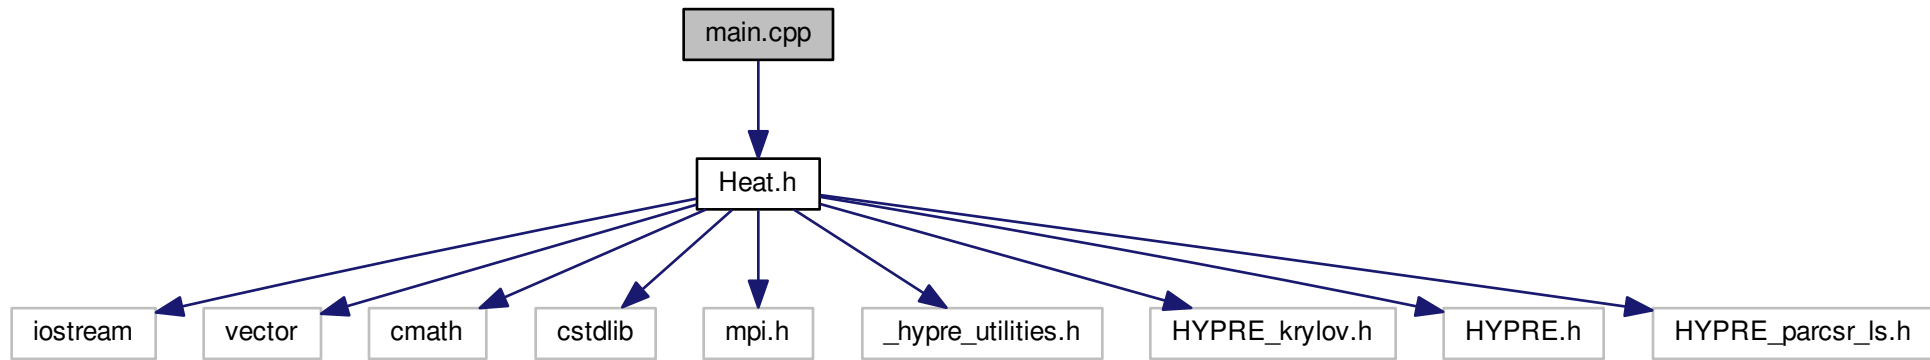 main.cpp
Heat.h
iostream
vector
cmath
cstdlib
mpi.h
_hypre_utilities.h
HYPRE_krylov.h
HYPRE.h
HYPRE_parcsr_ls.h